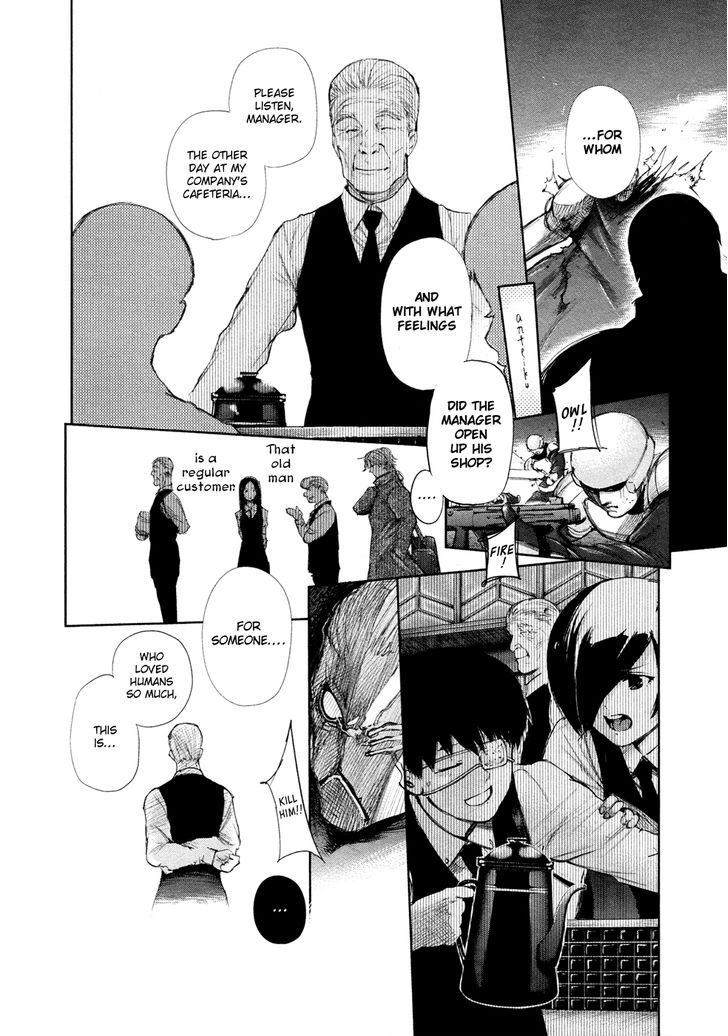 ...FOR
WHOM
PLEASE
LISTEN,
MANAGER.
THE OTHER
DAY AT MY
COMPANY'S
CAFETERIA...
AND
WITH WHAT
FEELINGS
anteiku
OWL!!
DID THE
MANAGER
OPEN
UP HIS
SHOP?
....
FIRE!
That
old
man
is a
regular
customer.
FOR
SOMEONE....
WHO
LOVED
HUMANS
SO MUCH,
THIS
IS...
KILL
HIM!!
...